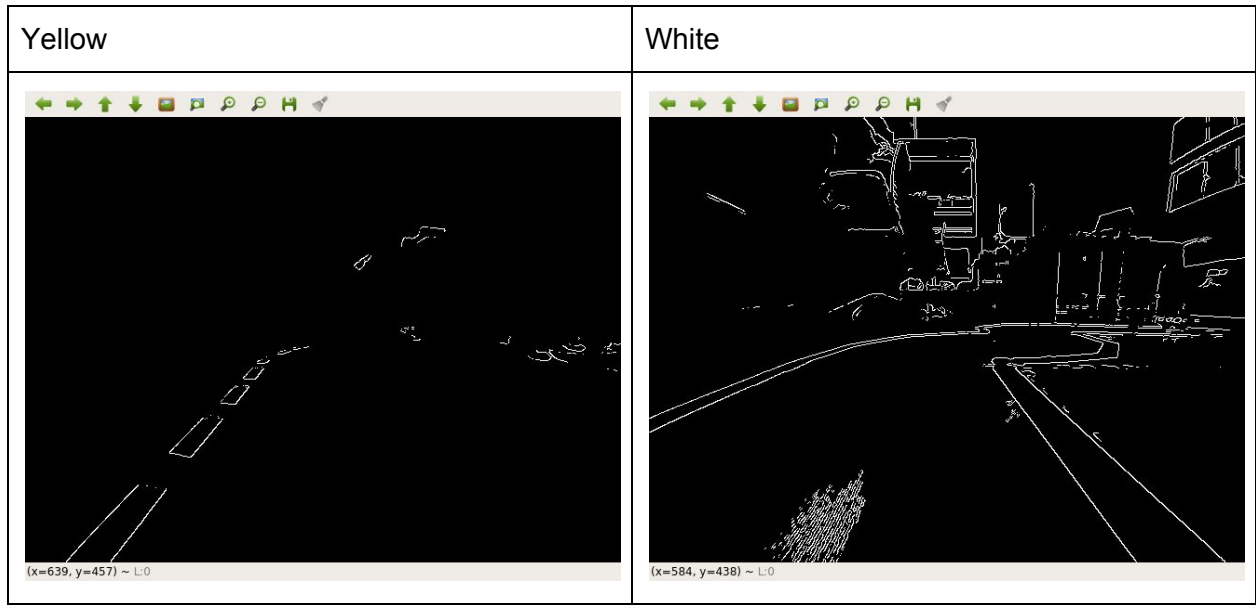 Yellow
White
(x=639, y=457) ~ L:0
(x=584, y=438) ~ L:0